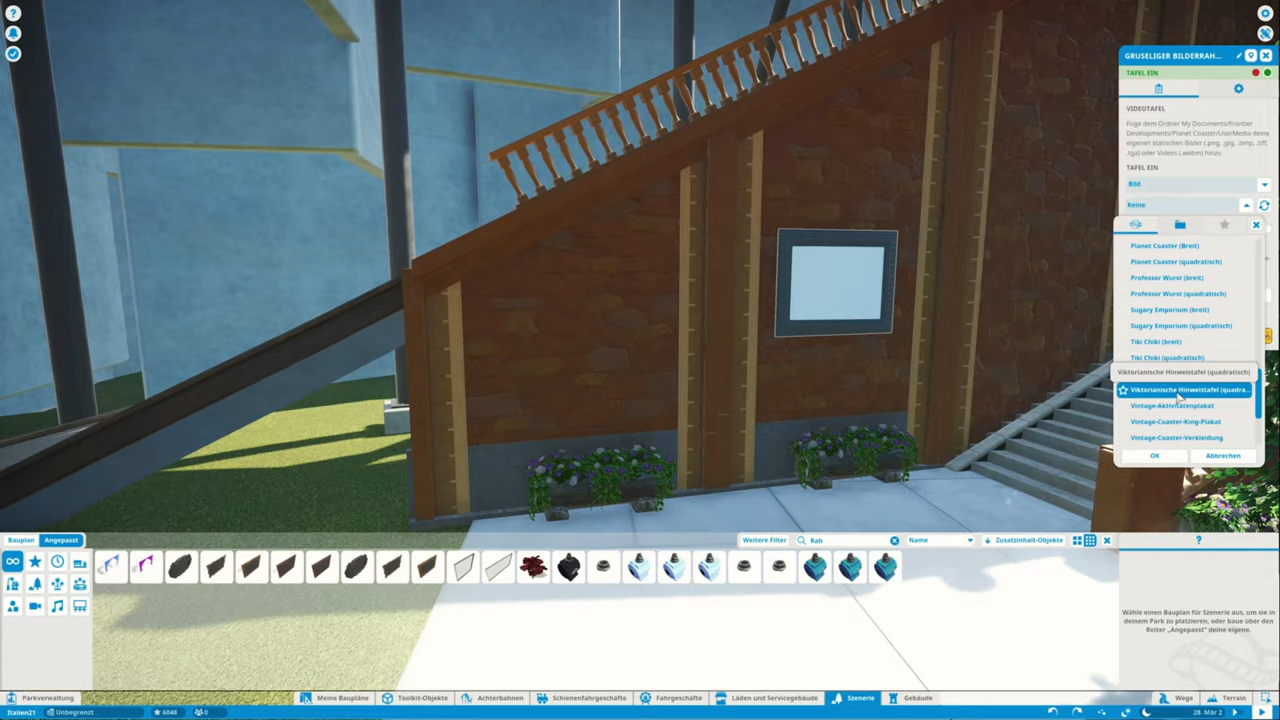 GRUSELIGER BILDERRAH...
TAFEL EIN
VIDEOTAFEL
Füge dem Ordner My Documents/Frontier
Developments/Planet Coaster/UserMedia deine
eigenen statischen Bilder (.png, .jpg, .bmp, .tiff,
.tga) oder Videos (.webm) hinzu
TAFEL EIN
Bild
Keine
Planet Coaster (Breit)
Planet Coaster (quadratisch)
Professor Wurst (breit)
Professor Wurst (quadratisch)
Sugary Emporium (breit)
Sugary Emporium (quadratisch)
Tiki Chiki (breit)
Tiki Chiki (quadratisch)
Viktorianische Hinweistafel (quadratisch)
Viktorianische Hinweistafel (quadra...
Vintage-Aktivitätenplakat
Vintage-Coaster-King-Plakat
Vintage-Coaster-Verkleidung
OK
Abbrechen
Bauplan
Angepasst
Weitere Filter
Rah
Name
Zusatzinhalt-Objekte
?
Wähle einen Bauplan für Szenerie aus, um sie in
deinem Park zu platzieren, oder baue über den
Reiter „Angepasst" deine eigene.
Parkverwaltung
Meine Baupläne
Toolkit-Objekte
Achterbahnen
Schienenfahrgeschäfte
Fahrgeschäfte
Läden und Servicegebäude
Szenerie
Gebäude
Wege
Terrain
Italien21
Unbegrenzt
6048
0
28. Mär 2